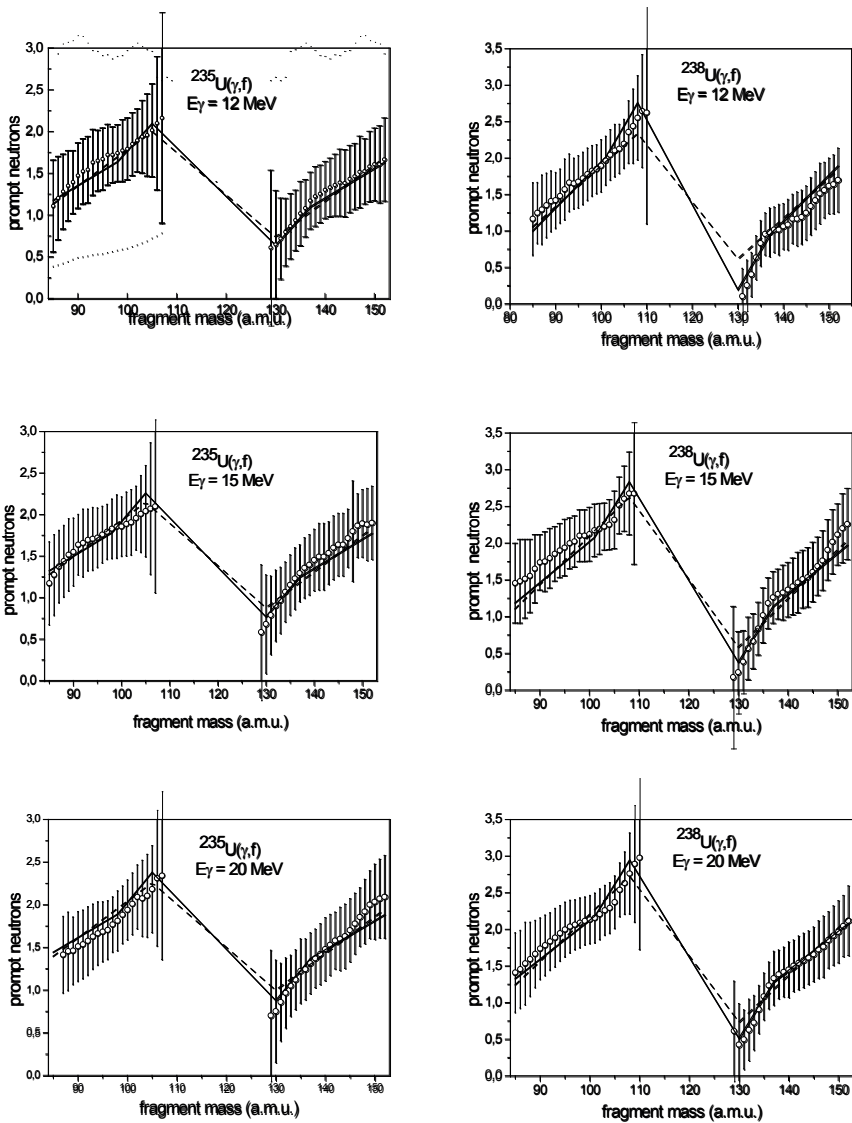 3,0
2,5
2,0
1,5
1,0
0,5
0,0
prompt neutrons
²³⁵U(γ,f)
Eγ = 12 MeV
90 100 110 120 130 140 150
fragment mass (a.m.u.)
3,5
3,0
2,5
2,0
1,5
1,0
0,5
0,0
prompt neutrons
²³⁸U(γ,f)
Eγ = 12 MeV
80 90 100 110 120 130 140 150
fragment mass (a.m.u.)
3,0
2,5
2,0
1,5
1,0
0,5
0,0
prompt neutrons
²³⁵U(γ,f)
Eγ = 15 MeV
90 100 110 120 130 140 150
fragment mass (a.m.u.)
3,5
3,0
2,5
2,0
1,5
1,0
0,5
0,0
prompt neutrons
²³⁸U(γ,f)
Eγ = 15 MeV
90 100 110 120 130 140 150
fragment mass (a.m.u.)
3,0
2,5
2,0
1,5
1,0
0,5
0,0
prompt neutrons
²³⁵U(γ,f)
Eγ = 20 MeV
90 100 110 120 130 140 150
fragment mass (a.m.u.)
3,5
3,0
2,5
2,0
1,5
1,0
0,5
0,0
prompt neutrons
²³⁸U(γ,f)
Eγ = 20 MeV
90 100 110 120 130 140 150
fragment mass (a.m.u.)